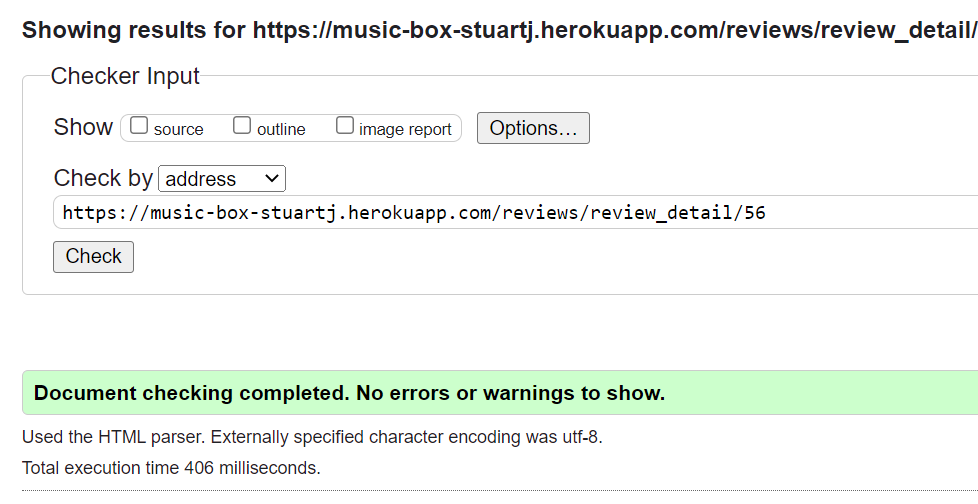 Showing results for https://music-box-stuartj.herokuapp.com/reviews/review_detail/
Checker Input
Show source outline image report Options...
Check by address
https://music-box-stuartj.herokuapp.com/reviews/review_detail/56
Check
Document checking completed. No errors or warnings to show.
Used the HTML parser. Externally specified character encoding was utf-8.
Total execution time 406 milliseconds.